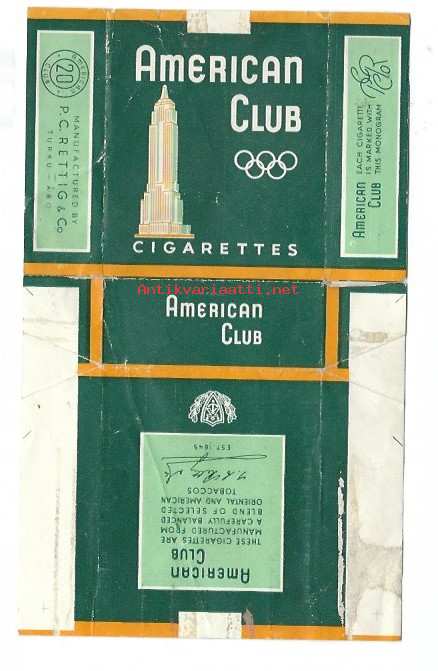 AMERICAN
CLUB
CIGARETTES
AMERICAN
20
CLUB
MANUFACTURED BY
P.C. RETTIG & Co
TURKU - ÅBO
AMERICAN
CLUB
EACH CIGARETTE
IS MARKED WITH
THIS MONOGRAM
Antikvariaatti.net
AMERICAN
CLUB
EST. 1845
AMERICAN
CLUB
THESE CIGARETTES ARE
MANUFACTURED FROM
A CAREFULLY BALANCED
BLEND OF SELECTED
ORIENTAL AND AMERICAN
TOBACCOS